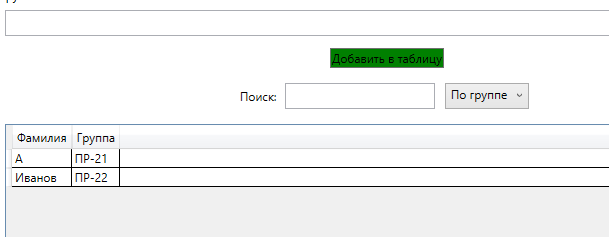 Добавить в таблицу
Поиск: По группе
Фамилия Группа
А ПР-21
Иванов ПР-22